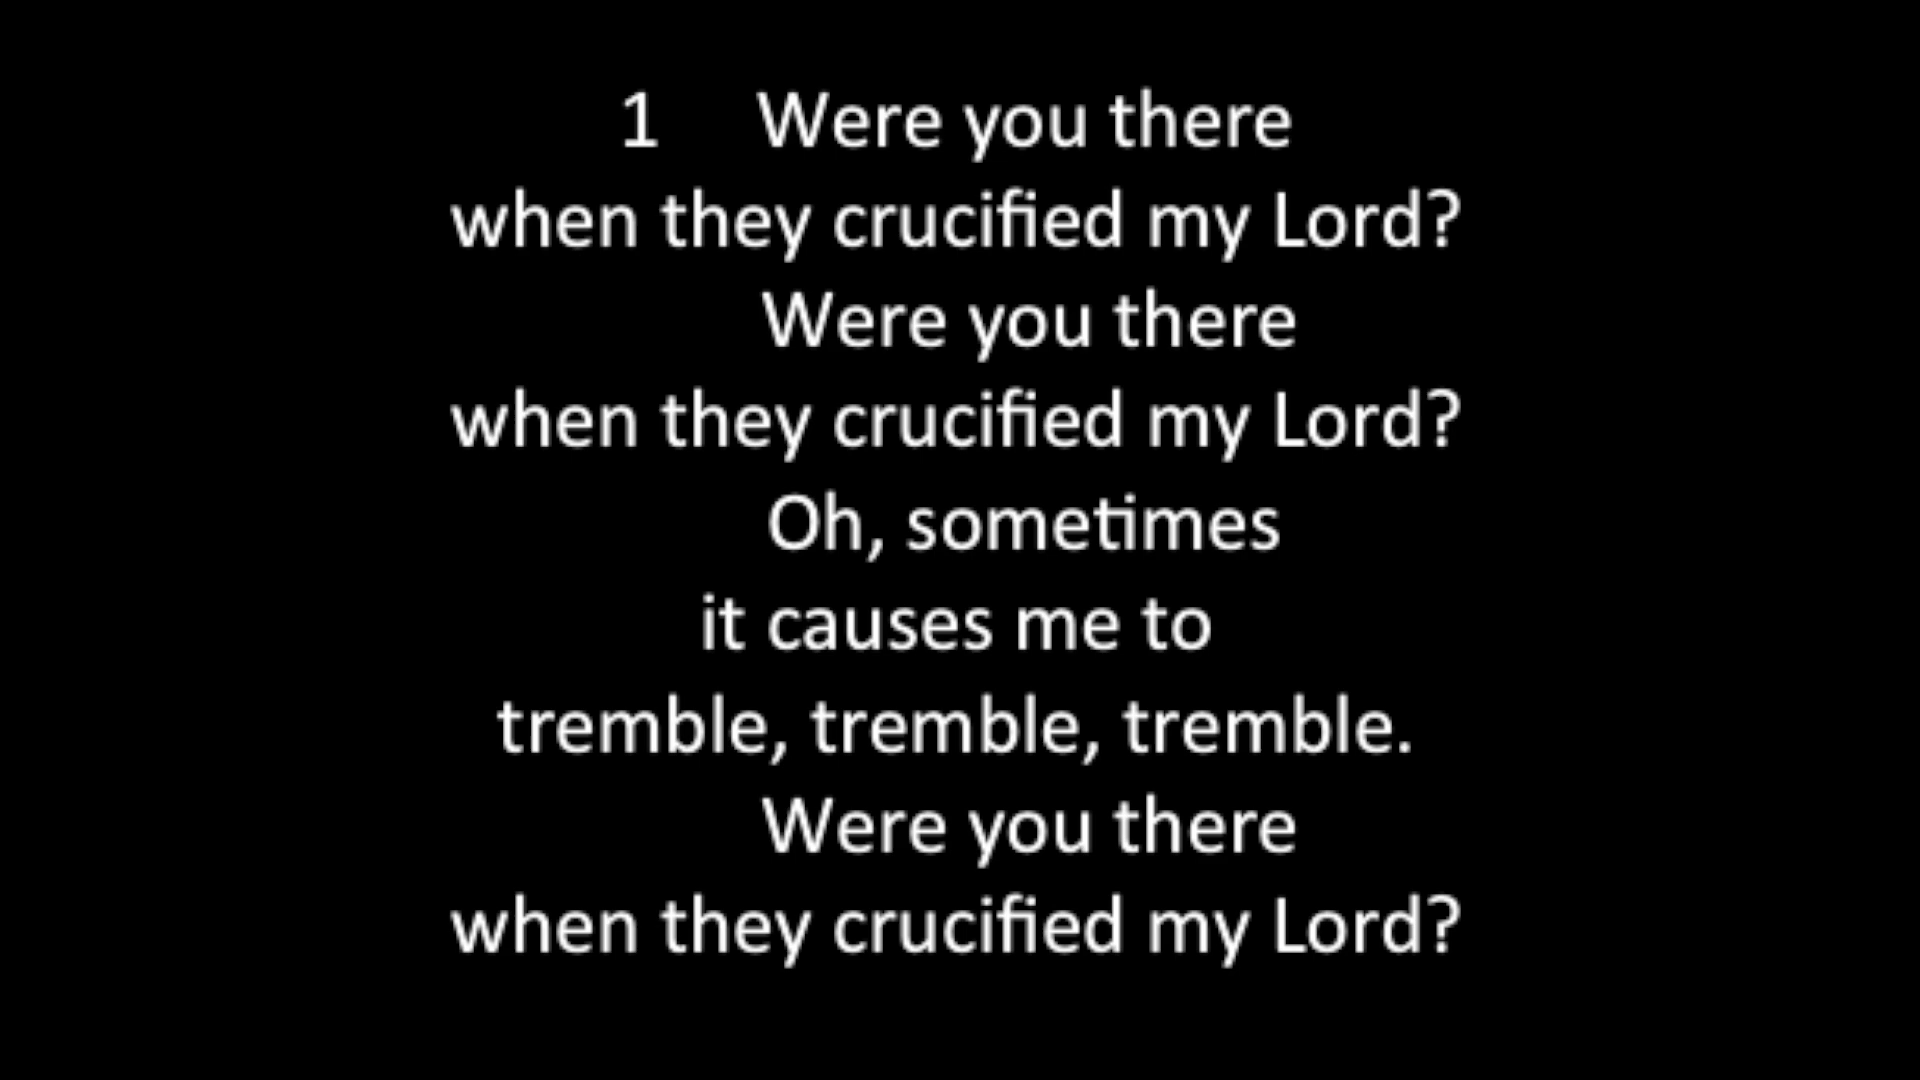 1 Were you there
when they crucified my Lord?
Were you there
when they crucified my Lord?
Oh, sometimes
it causes me to
tremble, tremble, tremble.
Were you there
when they crucified my Lord?